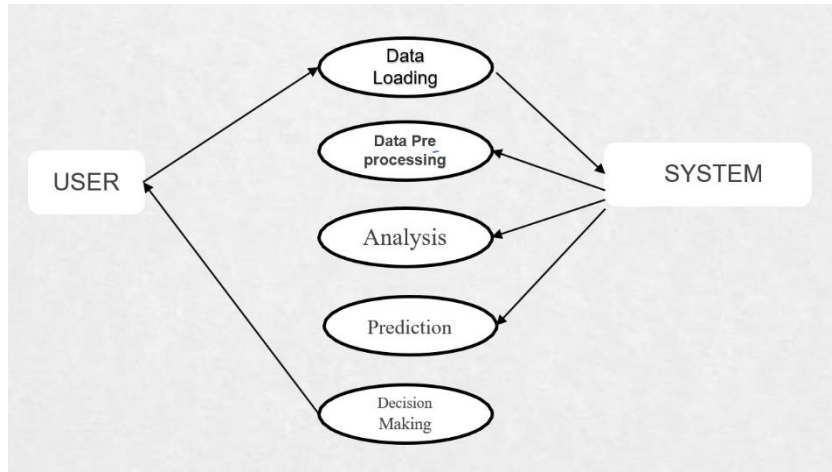 Data
Loading
Data Pre
processing
USER
SYSTEM
Analysis
Prediction
Decision
Making